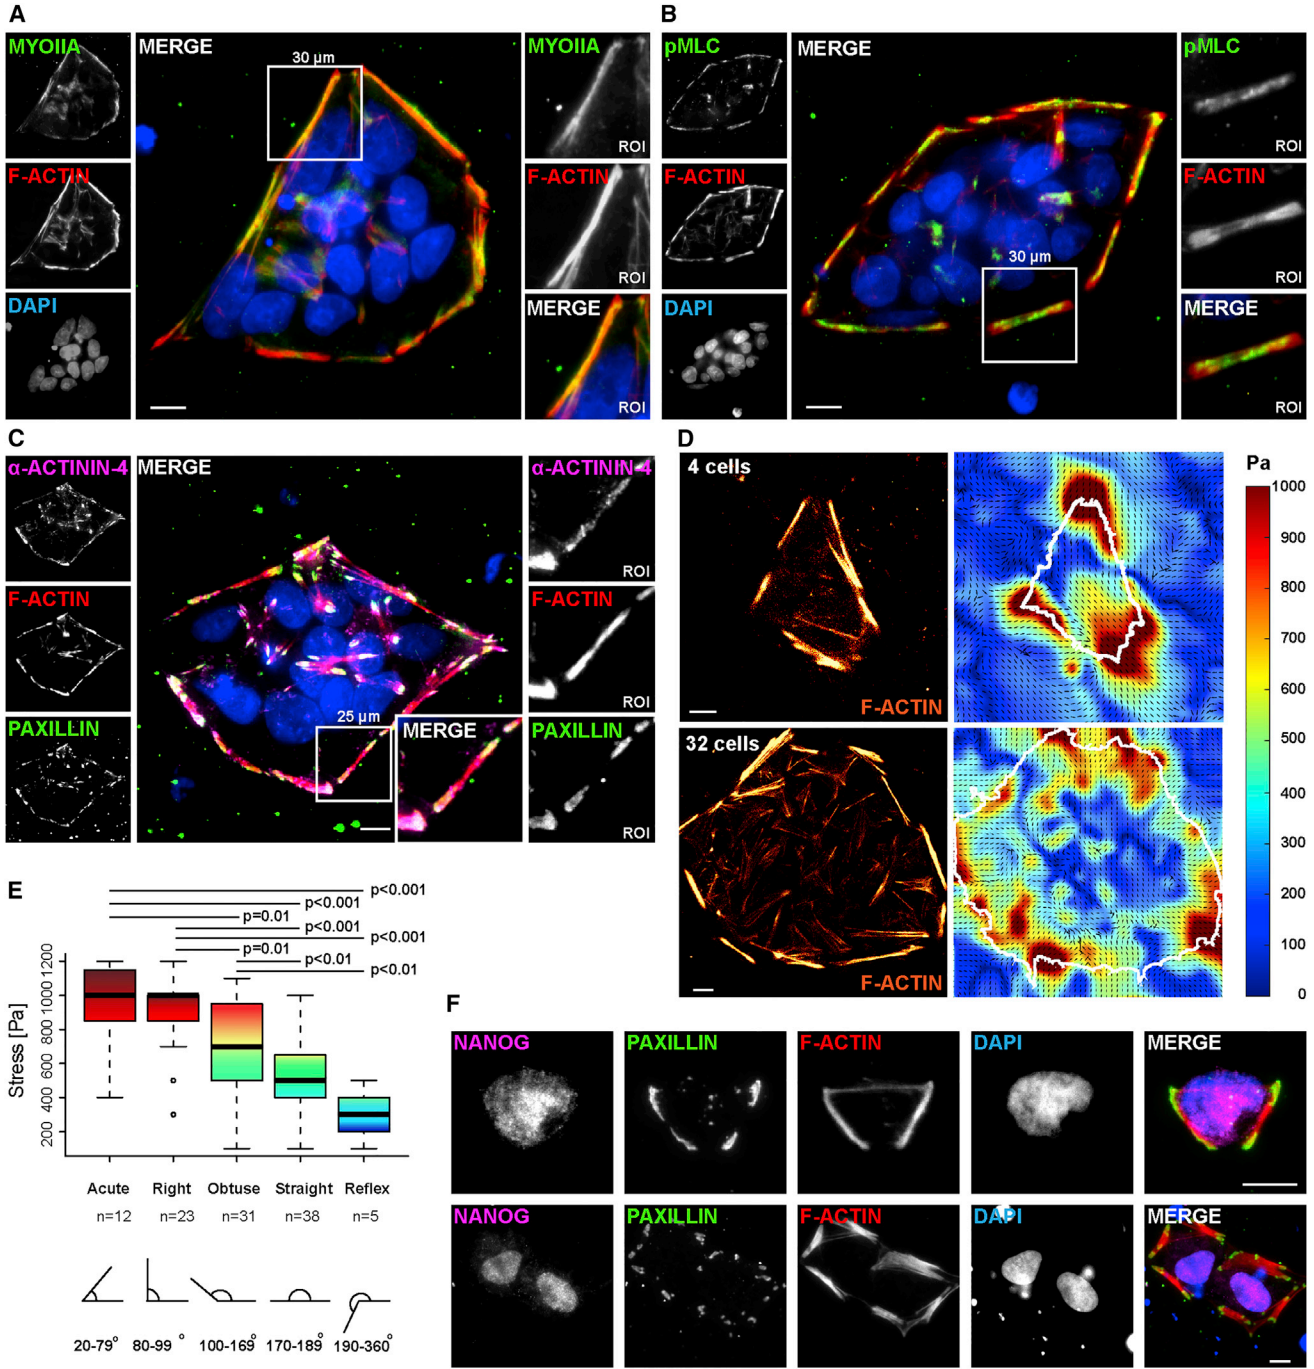 A
MYOIIA
MERGE
30 µm
MYOIIA
ROI
F-ACTIN
F-ACTIN
ROI
DAPI
MERGE
ROI
B
pMLC
MERGE
pMLC
ROI
F-ACTIN
F-ACTIN
ROI
30 µm
DAPI
MERGE
ROI
C
α-ACTININ-4
MERGE
α-ACTININ-4
ROI
F-ACTIN
F-ACTIN
ROI
PAXILLIN
25 µm
MERGE
PAXILLIN
ROI
D
4 cells
F-ACTIN
32 cells
F-ACTIN
Pa
1000
900
800
700
600
500
400
300
200
100
0
E
p<0.001
p<0.001
p=0.01
p<0.001
p<0.001
p=0.01
p<0.01
p<0.01
Stress [Pa]
200 400 600 800 1000 1200
Acute Right Obtuse Straight Reflex
n=12 n=23 n=31 n=38 n=5
20-79° 80-99° 100-169° 170-189° 190-360°
F
NANOG PAXILLIN F-ACTIN DAPI MERGE
NANOG PAXILLIN F-ACTIN DAPI MERGE